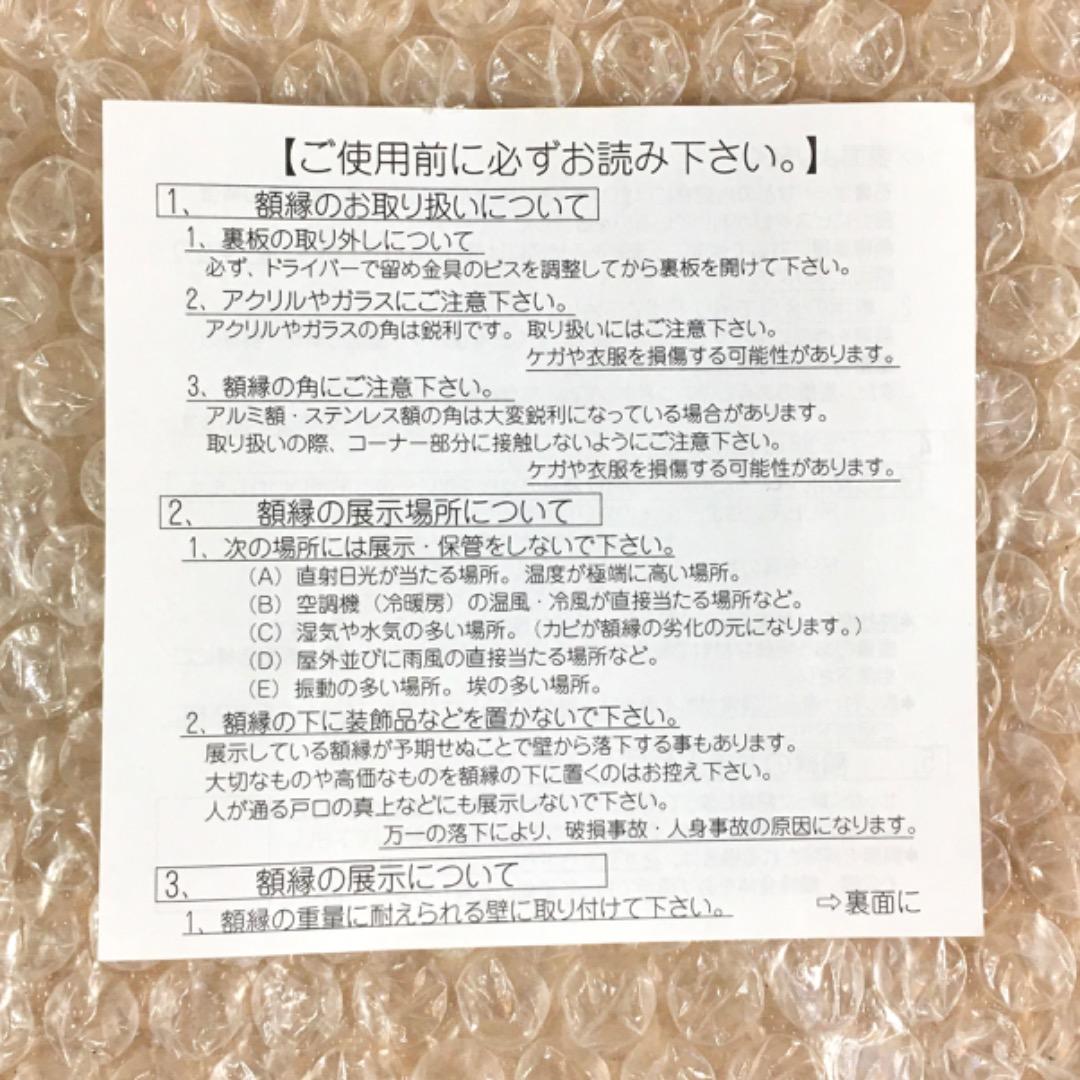 【ご使用前に必ずお読み下さい。】
1、 額縁のお取り扱いについて
1、裏板の取り外しについて
必ず、ドライバーで留め金具のビスを調整してから裏板を開けて下さい。
2、アクリルやガラスにご注意下さい。
アクリルやガラスの角は鋭利です。取り扱いにはご注意下さい。
ケガや衣服を損傷する可能性があります。
3、額縁の角にご注意下さい。
アルミ額・ステンレス額の角は大変鋭利になっている場合があります。
取り扱いの際、コーナー部分に接触しないようにご注意下さい。
ケガや衣服を損傷する可能性があります。
2、 額縁の展示場所について
1、次の場所には展示・保管をしないで下さい。
（A）直射日光が当たる場所。温度が極端に高い場所。
（B）空調機（冷暖房）の温風・冷風が直接当たる場所など。
（C）湿気や水気の多い場所。（カビが額縁の劣化の元になります。）
（D）屋外並びに雨風の直接当たる場所など。
（E）振動の多い場所。埃の多い場所。
2、額縁の下に装飾品などを置かないで下さい。
展示している額縁が予期せぬことで壁から落下する事もあります。
大切なものや高価なものを額縁の下に置くのはお控え下さい。
人が通る戸口の真上などにも展示しないで下さい。
万一の落下により、破損事故・人身事故の原因になります。
3、 額縁の展示について
1、額縁の重量に耐えられる壁に取り付けて下さい。
⇨裏面に